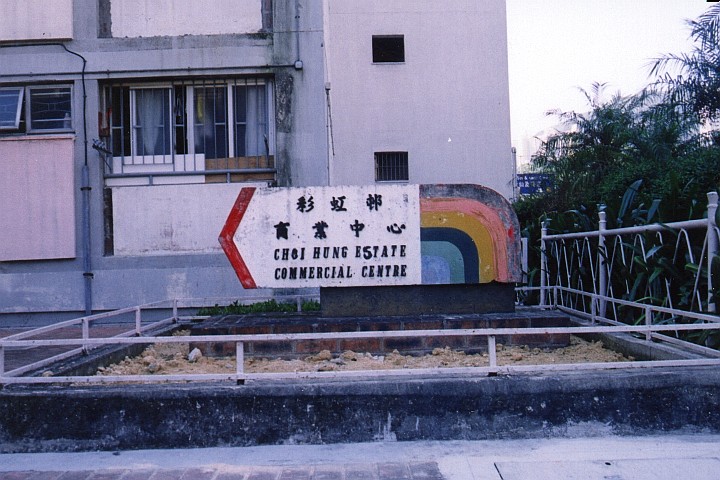 彩虹邨
商業中心
CHOI HUNG ESTATE
COMMERCIAL CENTRE